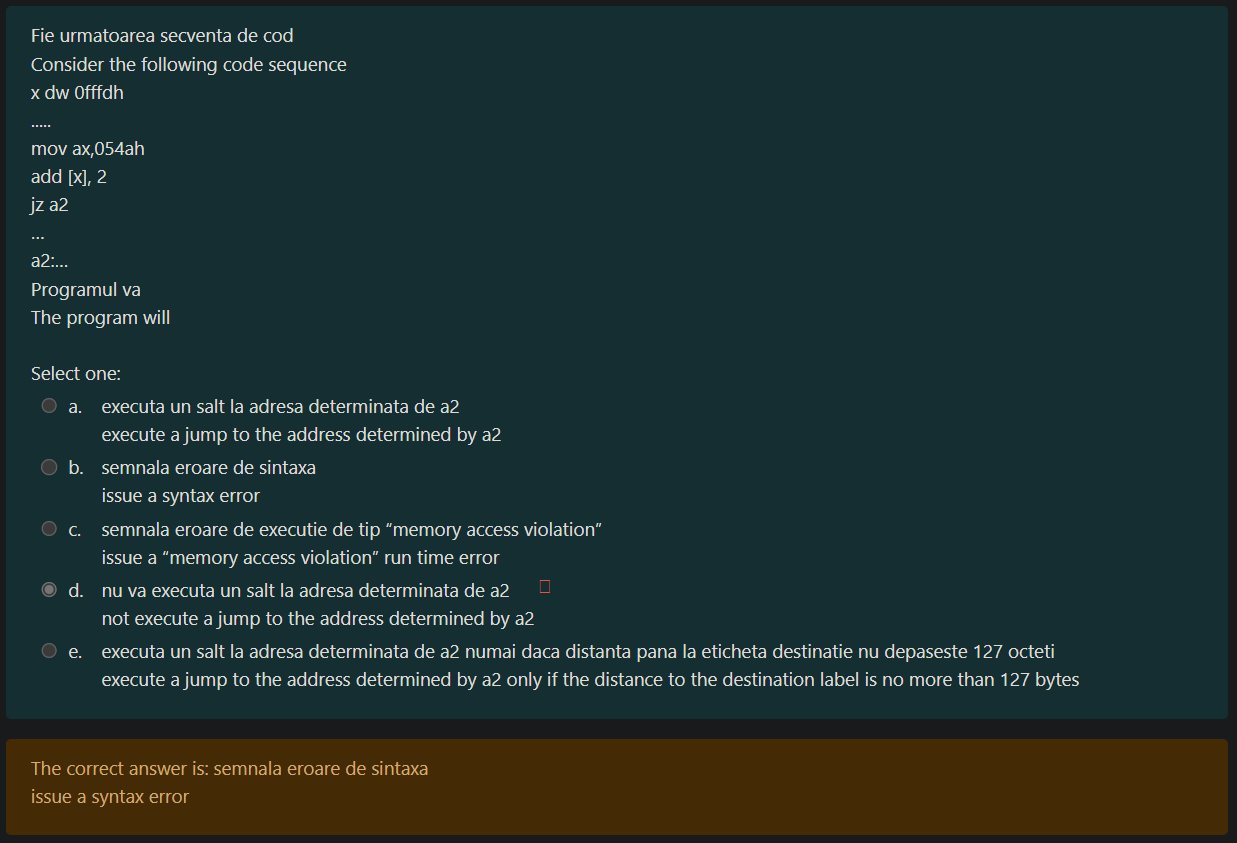 Fie urmatoarea secventa de cod
Consider the following code sequence
x dw 0fffdh
.....
mov ax,054ah
add [x], 2
jz a2
...
a2:...
Programul va
The program will
Select one:
a. executa un salt la adresa determinata de a2
execute a jump to the address determined by a2
b. semnala eroare de sintaxa
issue a syntax error
c. semnala eroare de executie de tip “memory access violation”
issue a “memory access violation” run time error
d. nu va executa un salt la adresa determinata de a2
not execute a jump to the address determined by a2
e. executa un salt la adresa determinata de a2 numai daca distanta pana la eticheta destinatie nu depaseste 127 octeti
execute a jump to the address determined by a2 only if the distance to the destination label is no more than 127 bytes
The correct answer is: semnala eroare de sintaxa
issue a syntax error